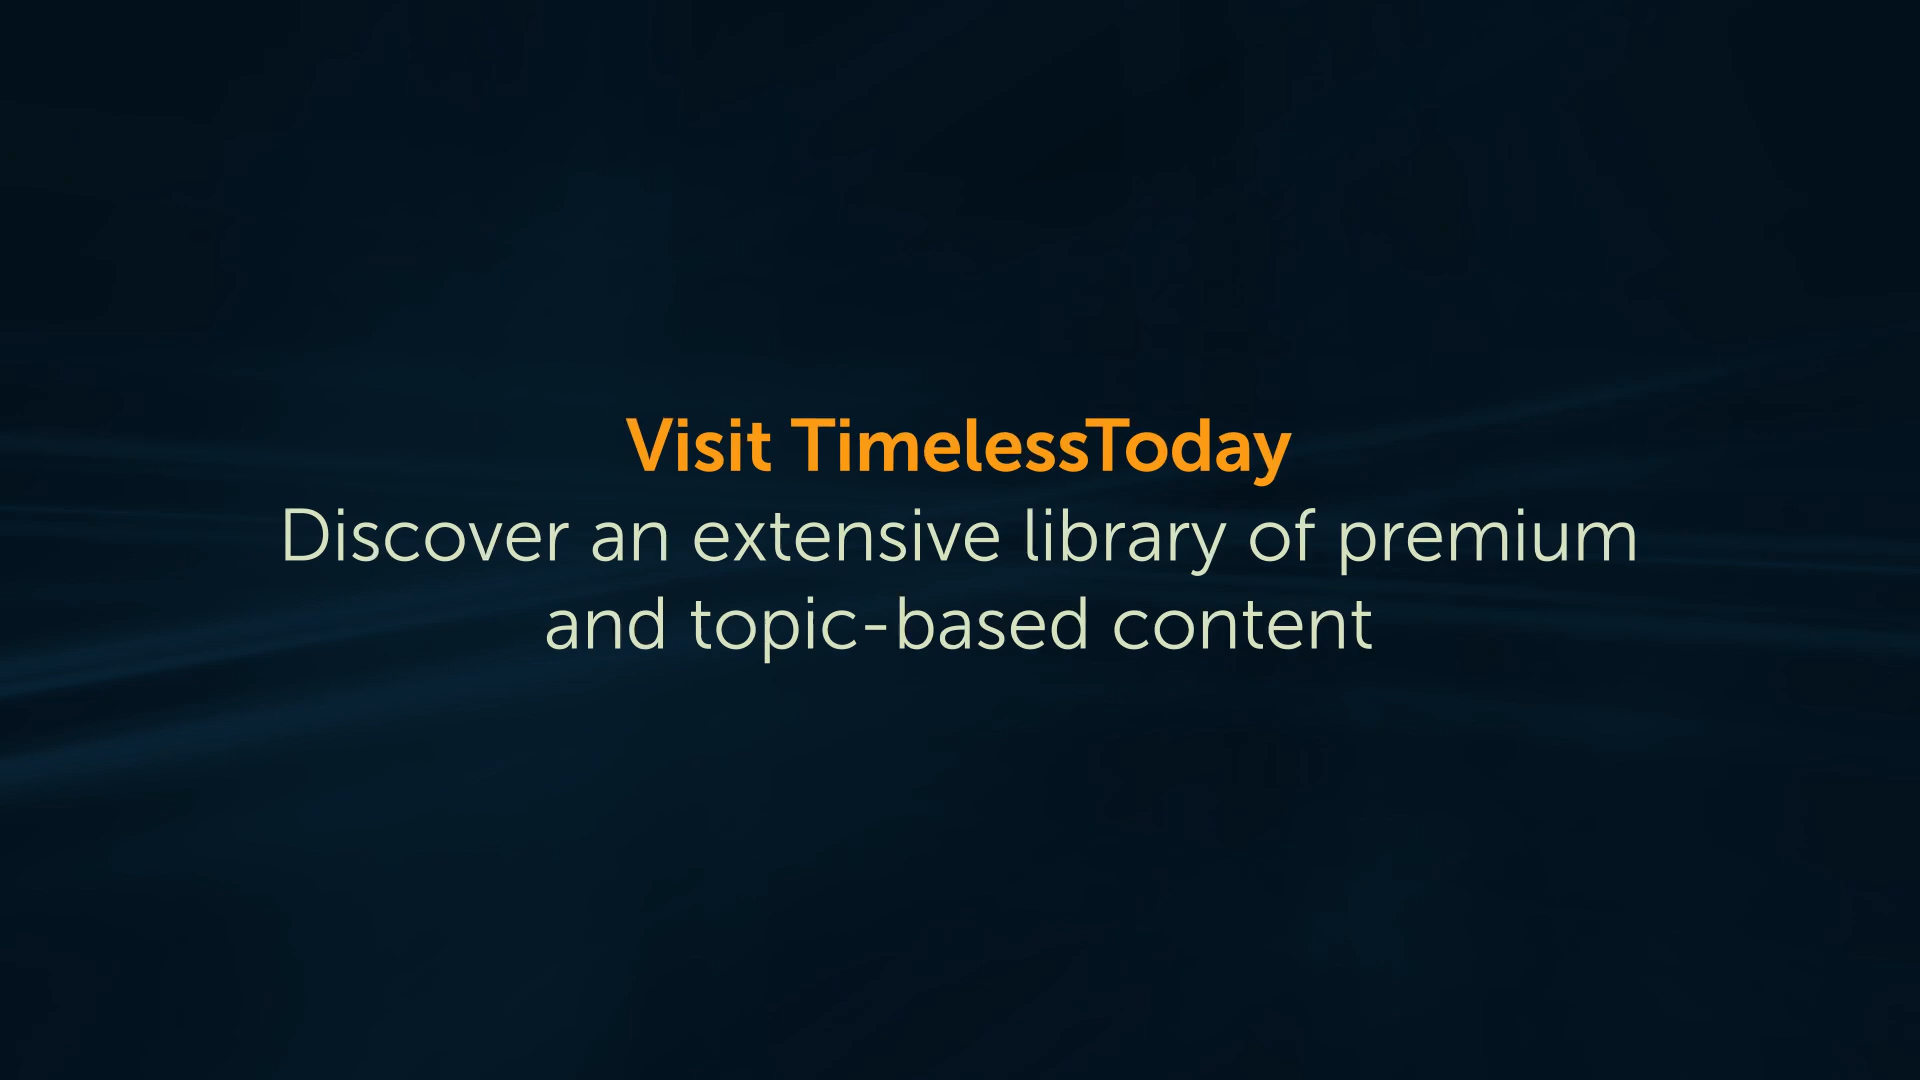 Visit TimelessToday
Discover an extensive library of premium
and topic-based content